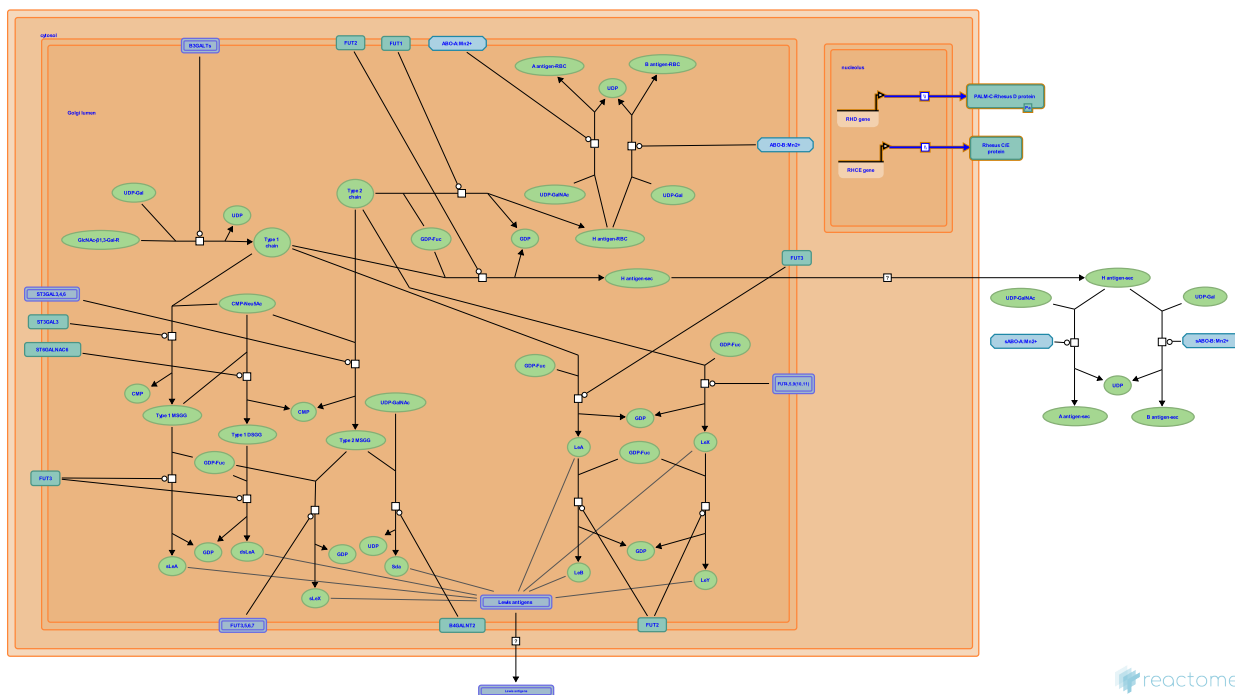 cytosol
B3GALTs
FUT2
FUT1
ABO-A:Mn2+
A antigen-RBC
B antigen-RBC
UDP
nucleolus
PALM-C-Rhesus D protein
RHD gene
Golgi lumen
ABO-B:Mn2+
Rhesus C/E
protein
RHCE gene
UDP-Gal
Type 2
chain
UDP-GalNAc
UDP-Gal
UDP
GlcNAc-β1,3-Gal-R
Type 1
chain
GDP-Fuc
GDP
H antigen-RBC
FUT3
H antigen-sec
?
H antigen-sec
ST3GAL3,4,6
CMP-NeuSAc
UDP-GalNAc
UDP-Gal
ST3GAL3
ST6GALNAC6
sABO-A:Mn2+
sABO-B:Mn2+
GDP-Fuc
GDP-Fuc
FUT4,5,9(10,11)
UDP
CMP
CMP
UDP-GalNAc
Type 1 MSGG
GDP
A antigen-sec
B antigen-sec
Type 1 DSGG
Type 2 MSGG
LeA
LeX
GDP-Fuc
GDP-Fuc
FUT3
GDP
dsLeA
GDP
UDP
GDP
sLeA
Sda
LeB
LeY
sLeX
Lewis antigens
FUT3,5,6,7
B4GALNT2
FUT2
?
Lewis antigens
reactome